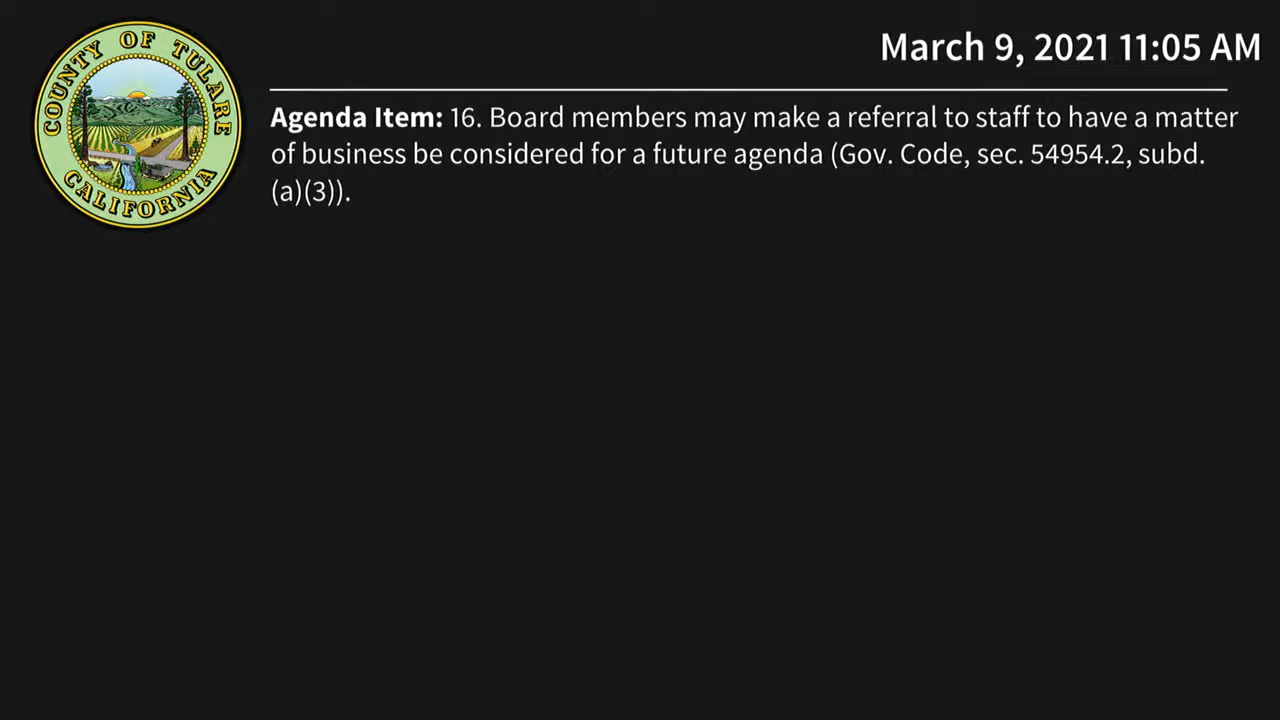 COUNTY OF TULARE
CALIFORNIA
March 9, 2021 11:05 AM
Agenda Item: 16. Board members may make a referral to staff to have a matter
of business be considered for a future agenda (Gov. Code, sec. 54954.2, subd.
(a)(3)).